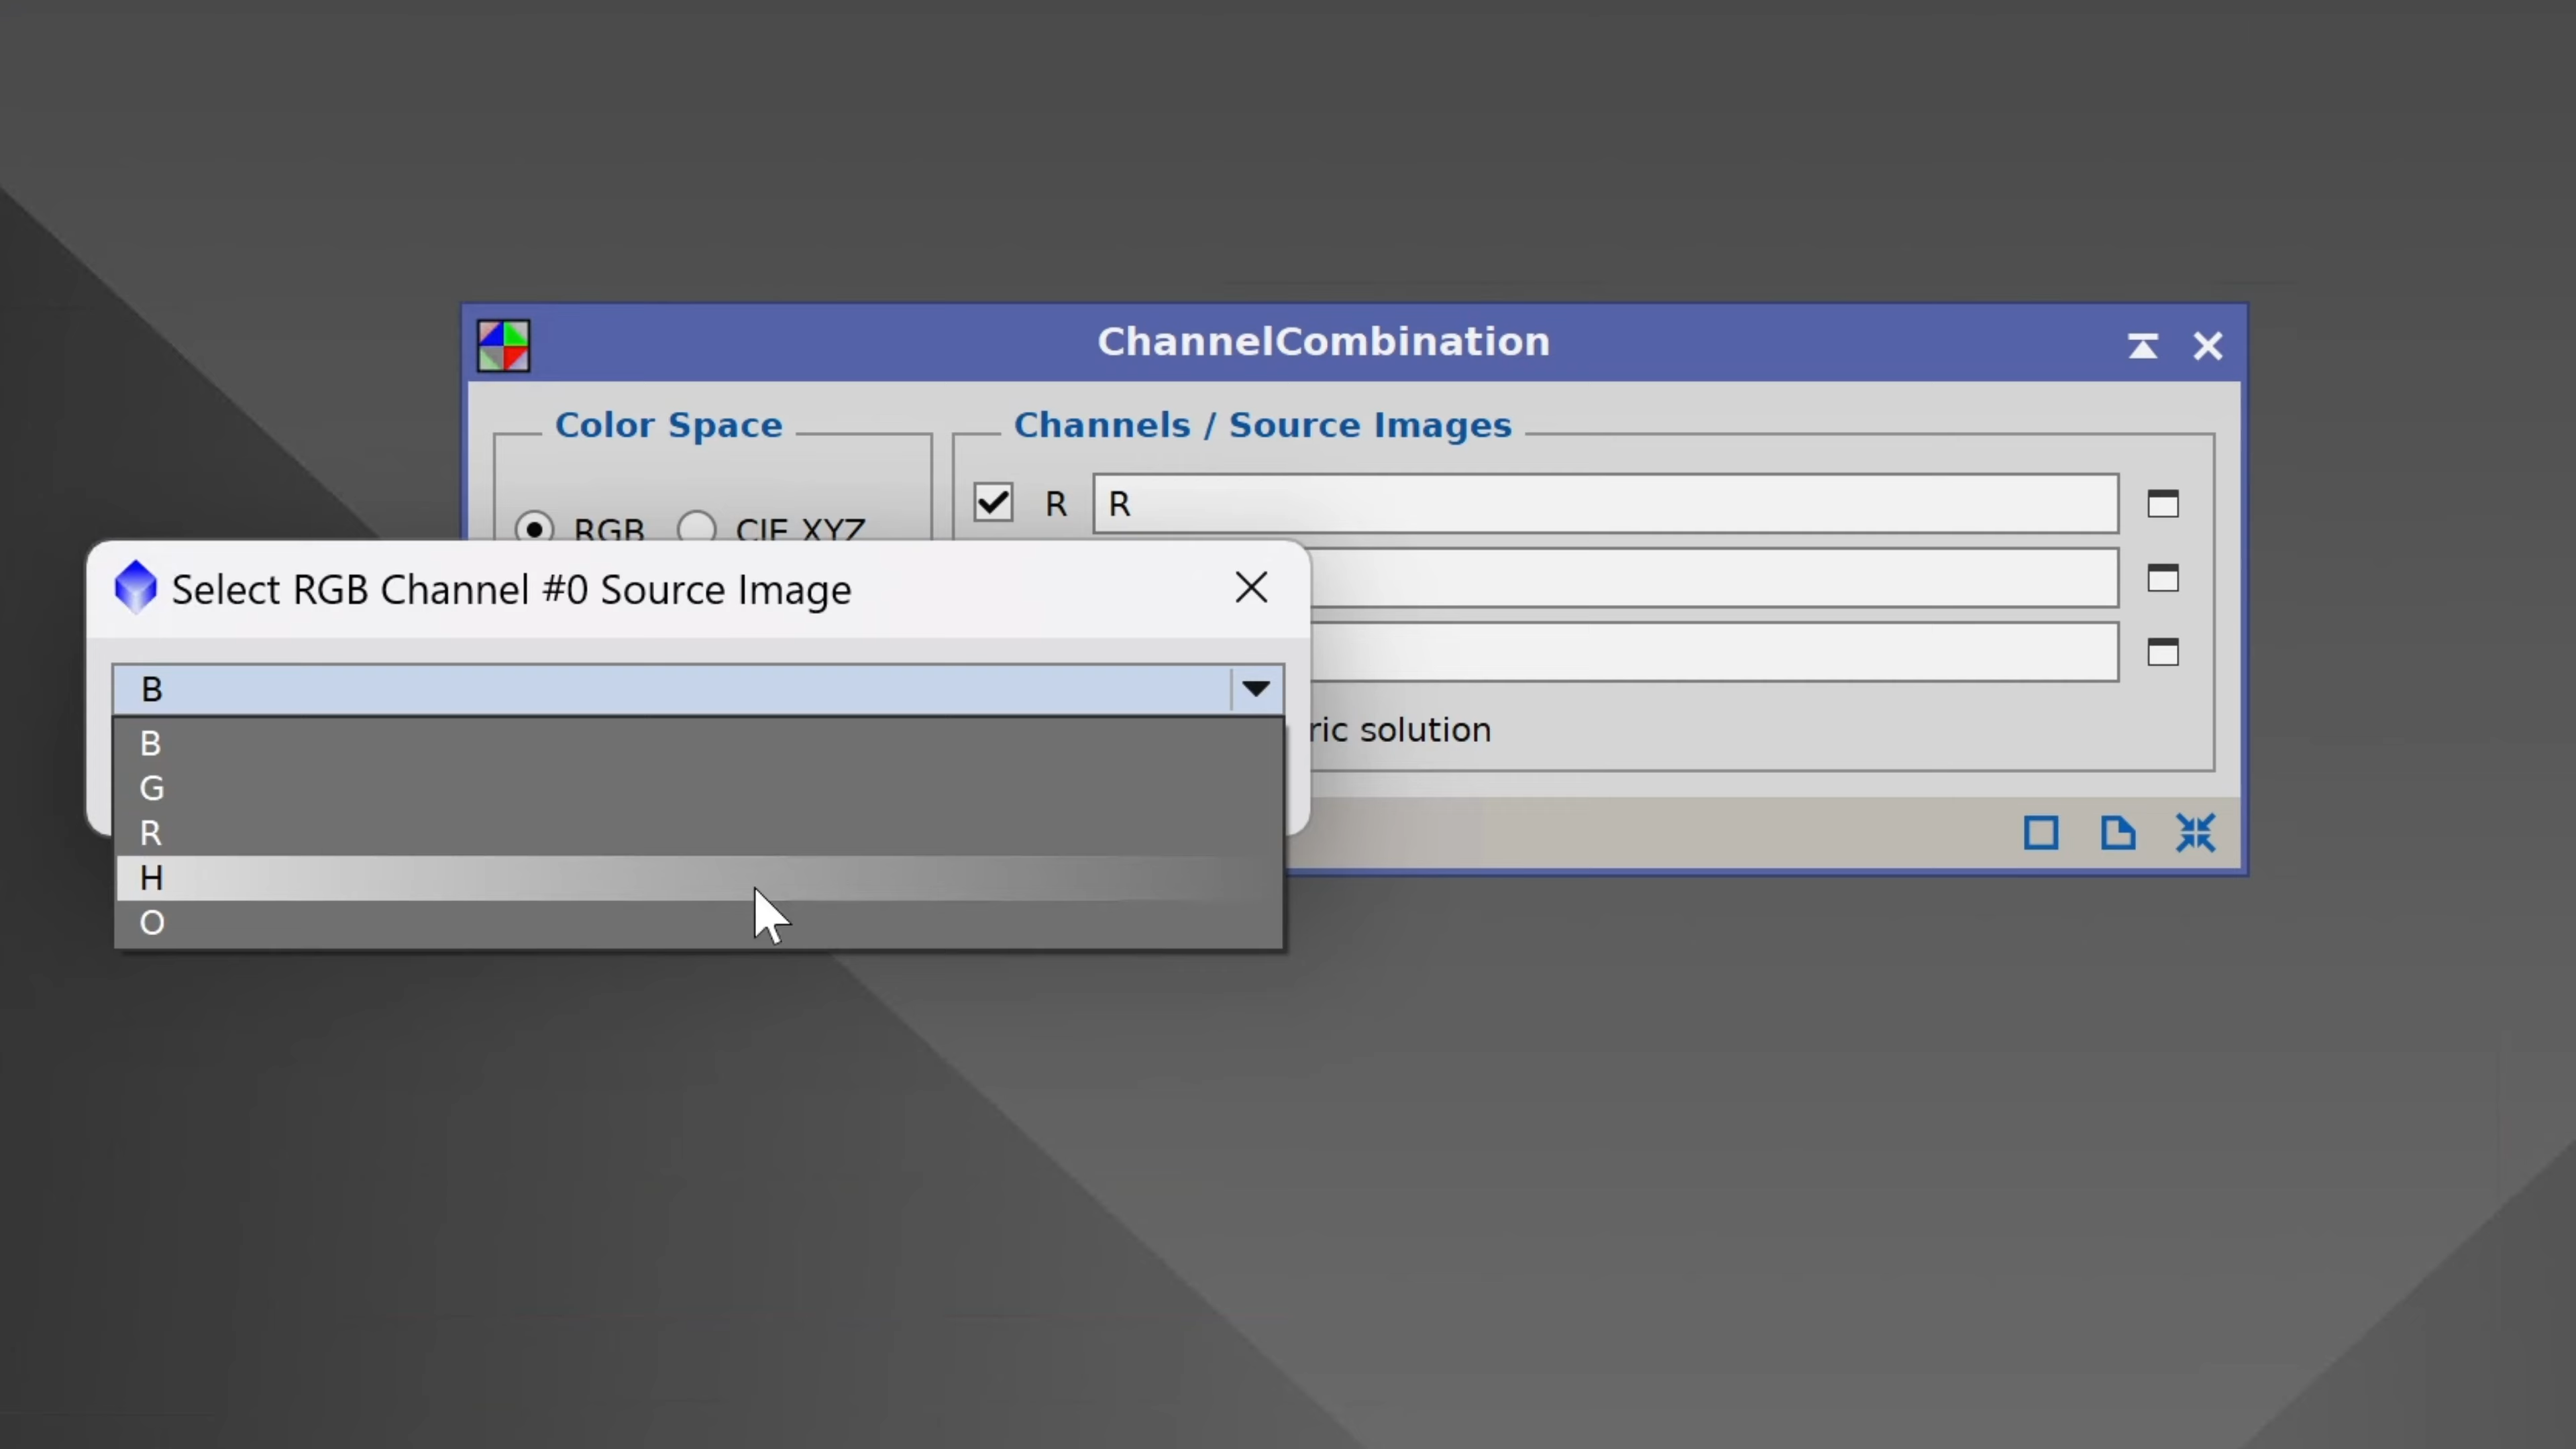 ChannelCombination
Color Space
Channels / Source Images
R R
RGB CIE XYZ
Select RGB Channel #0 Source Image
B
ric solution
B
G
R
H
O